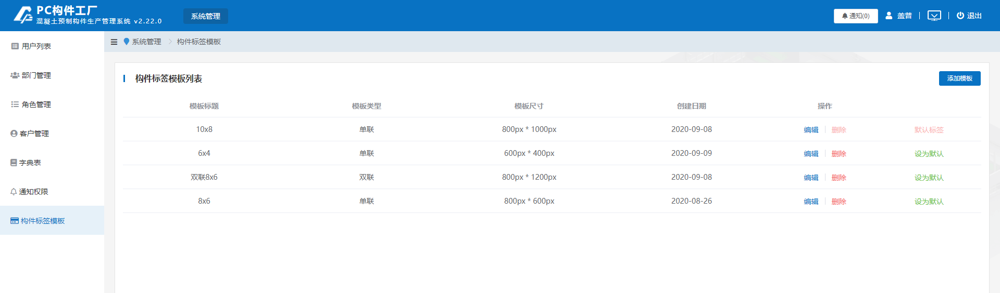 PC构件工厂
混凝土预制构件生产管理系统 v2.22.0
系统管理
通知(0)
盖普
退出
用户列表
部门管理
角色管理
客户管理
字典表
通知权限
构件标签模板
系统管理 > 构件标签模板
构件标签模板列表
添加模板
模板标题 模板类型 模板尺寸 创建日期 操作
10x8 单联 800px * 1000px 2020-09-08 编辑 删除 默认标签
6x4 单联 600px * 400px 2020-09-09 编辑 删除 设为默认
双联8x6 双联 800px * 1200px 2020-09-08 编辑 删除 设为默认
8x6 单联 800px * 600px 2020-08-26 编辑 删除 设为默认